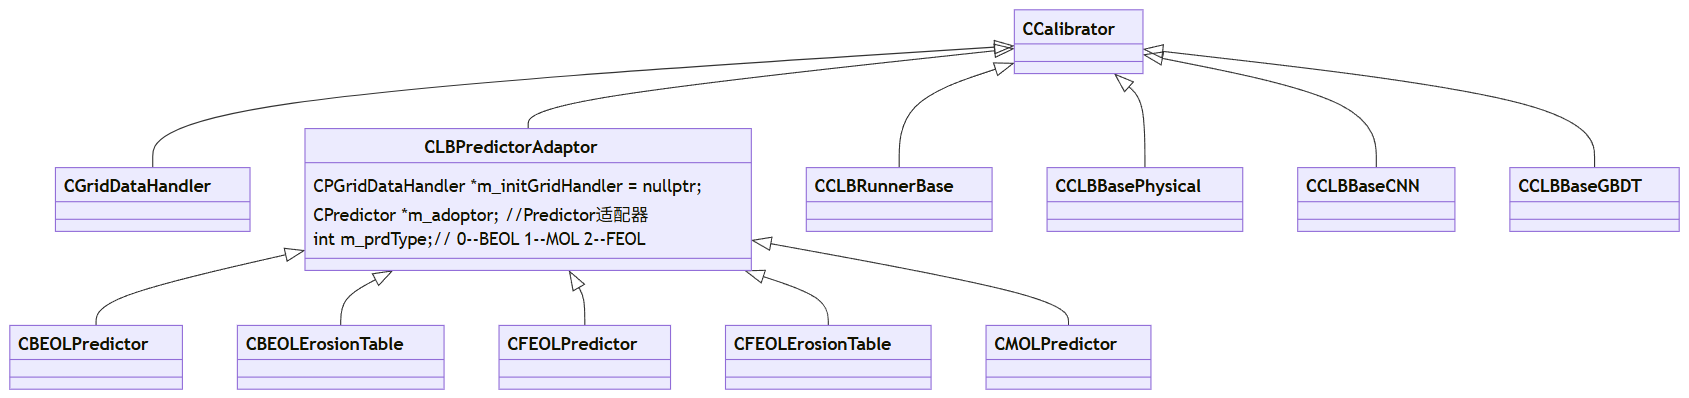 CCalibrator
CLBPredictorAdaptor
CPGridDataHandler *m_initGridHandler = nullptr;
CPredictor *m_adoptor; //Predictor适配器
int m_prdType;// 0--BEOL 1--MOL 2--FEOL
CGridDataHandler
CCLBRunnerBase
CCLBBasePhysical
CCLBBaseCNN
CCLBBaseGBDT
CBEOLPredictor
CBEOLErosionTable
CFEOLPredictor
CFEOLErosionTable
CMOLPredictor